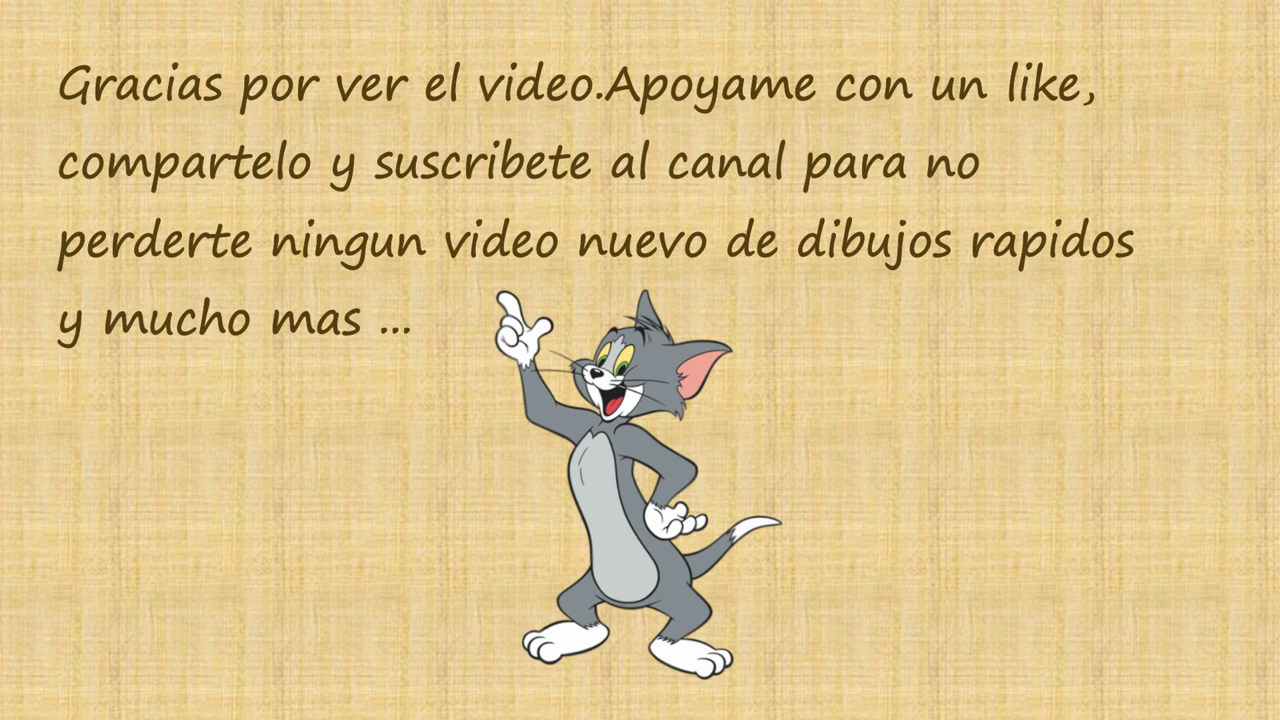 Gracias por ver el video.Apoyame con un like,
compartelo y suscribete al canal para no
perderte ningun video nuevo de dibujos rapidos
y mucho mas ...